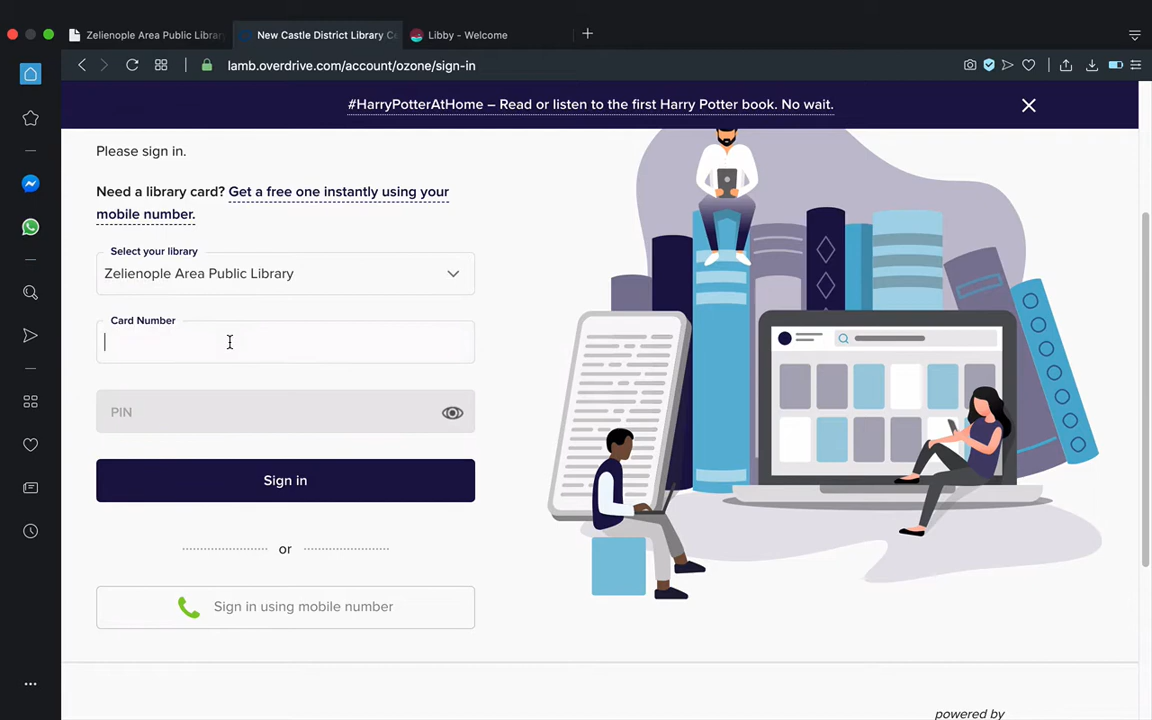 Zelienople Area Public Librar
New Castle District Library C
Libby - Welcome
lamb.overdrive.com/account/ozone/sign-in
#HarryPotterAtHome – Read or listen to the first Harry Potter book. No wait.
Please sign in.
Need a library card? Get a free one instantly using your
mobile number.
Select your library
Zelienople Area Public Library
Card Number
PIN
Sign in
or
Sign in using mobile number
powered by